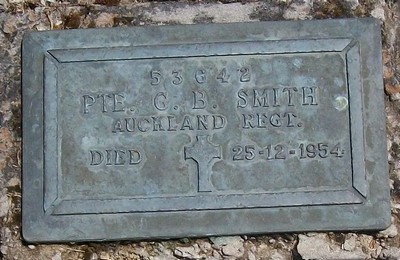 53642
PTE. G. B. SMITH
AUCKLAND REGT.
DIED 25-12-1954